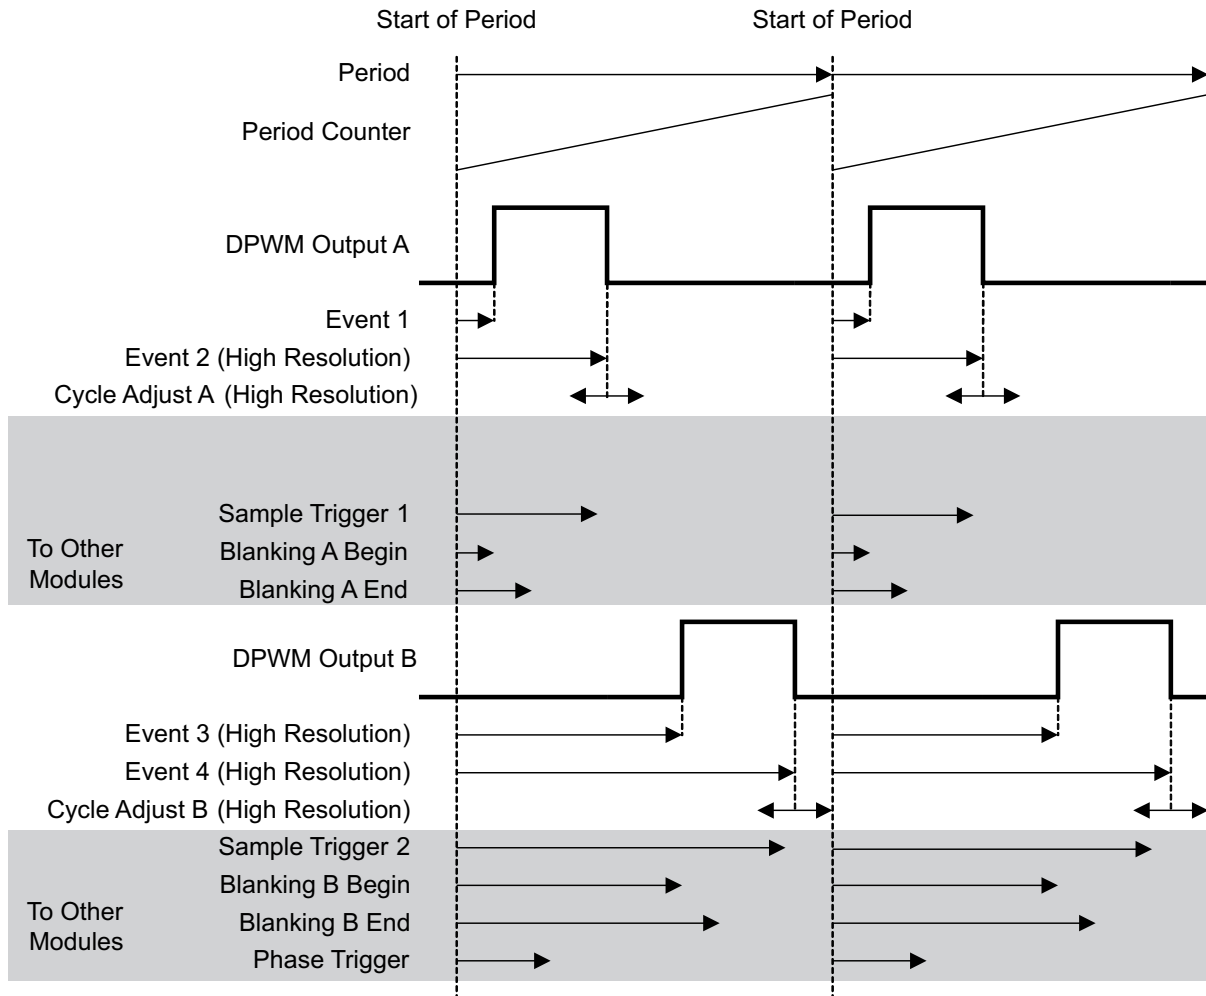 Start of Period
Start of Period
Period
Period Counter
DPWM Output A
Event 1
Event 2 (High Resolution)
Cycle Adjust A (High Resolution)
To Other
Modules
Sample Trigger 1
Blanking A Begin
Blanking A End
DPWM Output B
Event 3 (High Resolution)
Event 4 (High Resolution)
Cycle Adjust B (High Resolution)
To Other
Modules
Sample Trigger 2
Blanking B Begin
Blanking B End
Phase Trigger